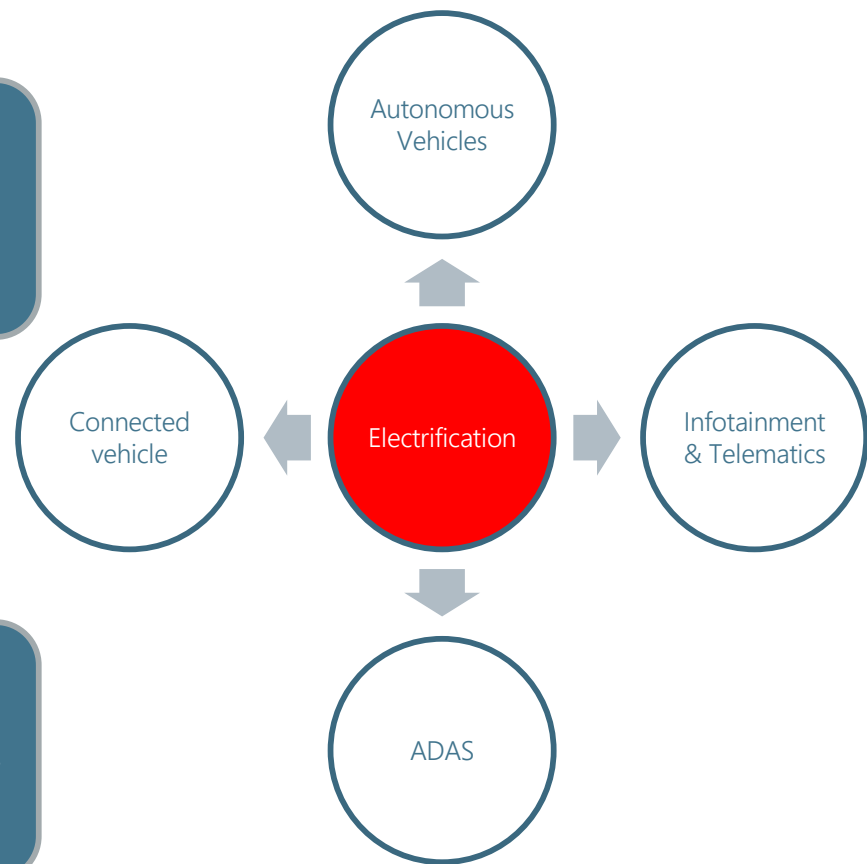 Autonomous
Vehicles
Connected
vehicle
Electrification
Infotainment
& Telematics
ADAS